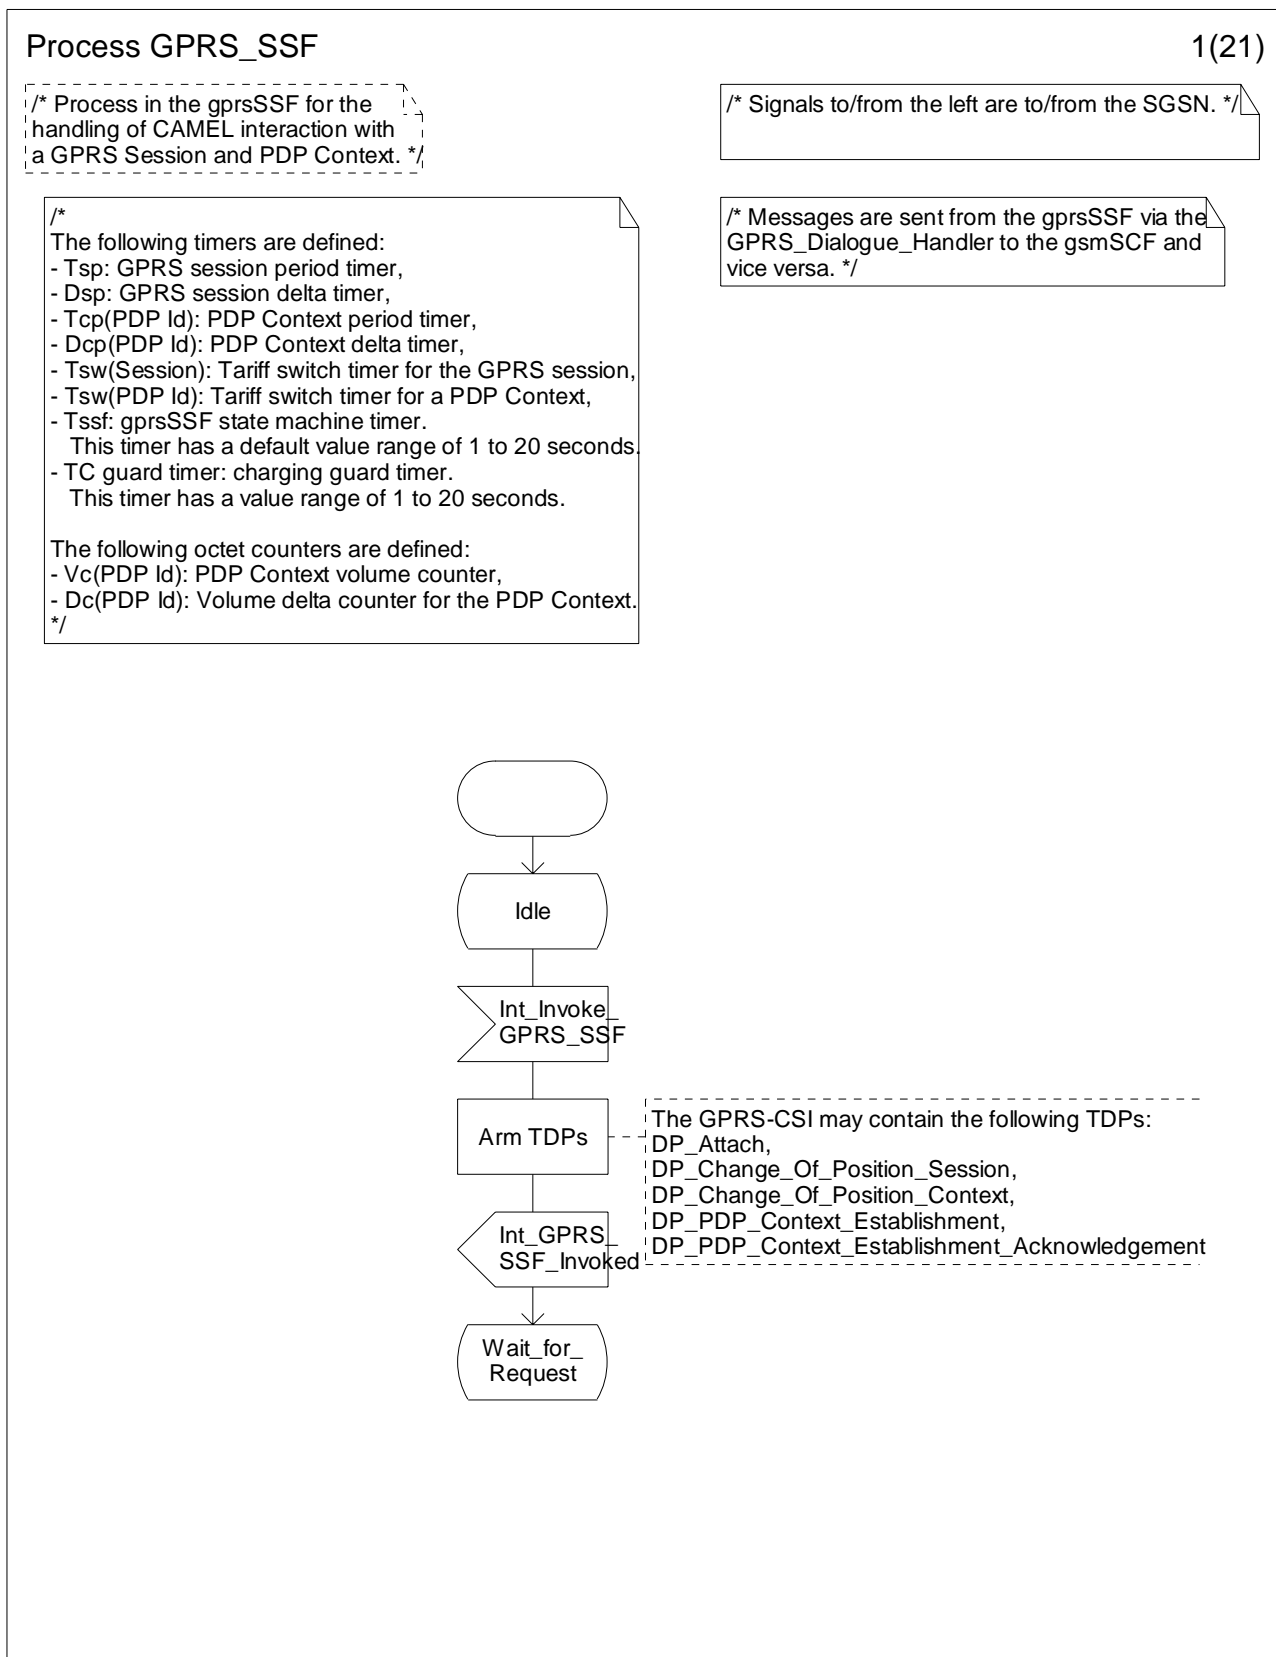 Process GPRS_SSF
1(21)
/* Process in the gprsSSF for the
handling of CAMEL interaction with
a GPRS Session and PDP Context. */
/* Signals to/from the left are to/from the SGSN. */
/*
The following timers are defined:
- Tsp: GPRS session period timer,
- Dsp: GPRS session delta timer,
- Tcp(PDP Id): PDP Context period timer,
- Dcp(PDP Id): PDP Context delta timer,
- Tsw(Session): Tariff switch timer for the GPRS session,
- Tsw(PDP Id): Tariff switch timer for a PDP Context,
- Tssf: gprsSSF state machine timer.
This timer has a default value range of 1 to 20 seconds.
- TC guard timer: charging guard timer.
This timer has a value range of 1 to 20 seconds.
The following octet counters are defined:
- Vc(PDP Id): PDP Context volume counter,
- Dc(PDP Id): Volume delta counter for the PDP Context.
*/
/* Messages are sent from the gprsSSF via the
GPRS_Dialogue_Handler to the gsmSCF and
vice versa. */
Idle
Int_Invoke_
GPRS_SSF
Arm TDPs
The GPRS-CSI may contain the following TDPs:
DP_Attach,
DP_Change_Of_Position_Session,
DP_Change_Of_Position_Context,
DP_PDP_Context_Establishment,
DP_PDP_Context_Establishment_Acknowledgement
Int_GPRS_
SSF_Invoked
Wait_for_
Request